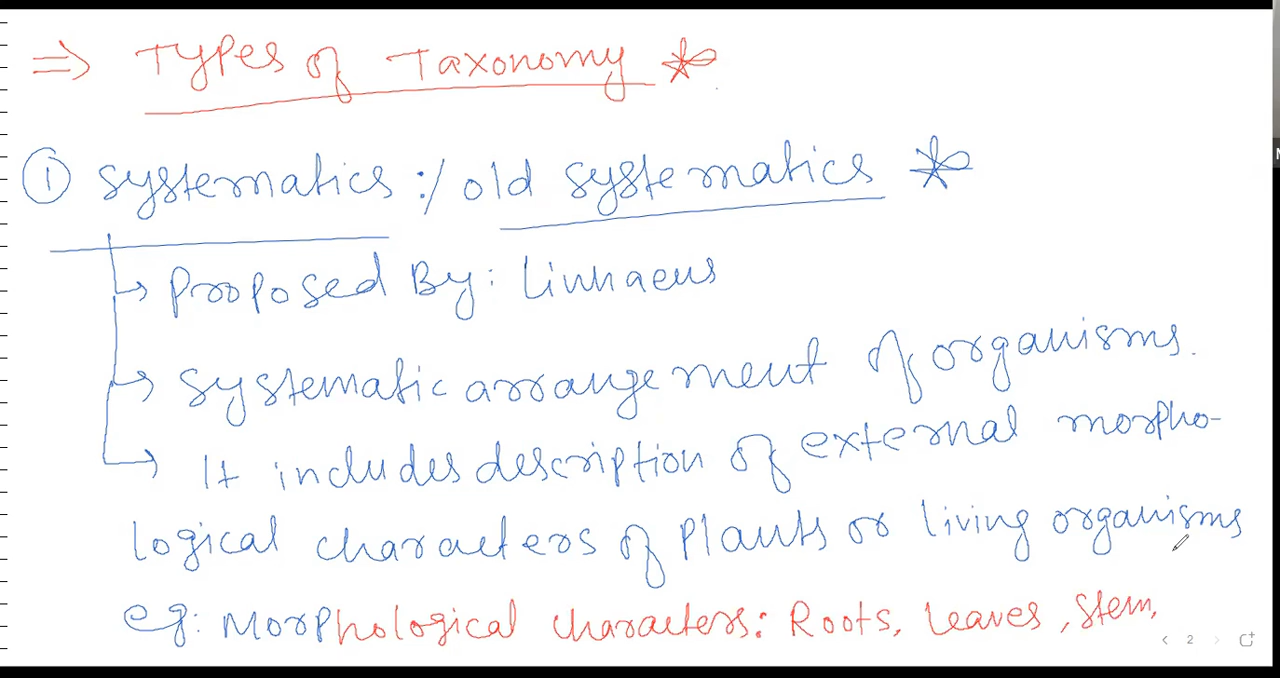 ⇒ Types of Taxonomy *
① systematics :/ old systematics *
→ Proposed By: Linnaeus
→ systematic arrangement of organisms.
→ It includes description of external morpho-
logical characters of Plants or living organisms
eg: Morphological characters: Roots, Leaves, Stem,
< 2 >